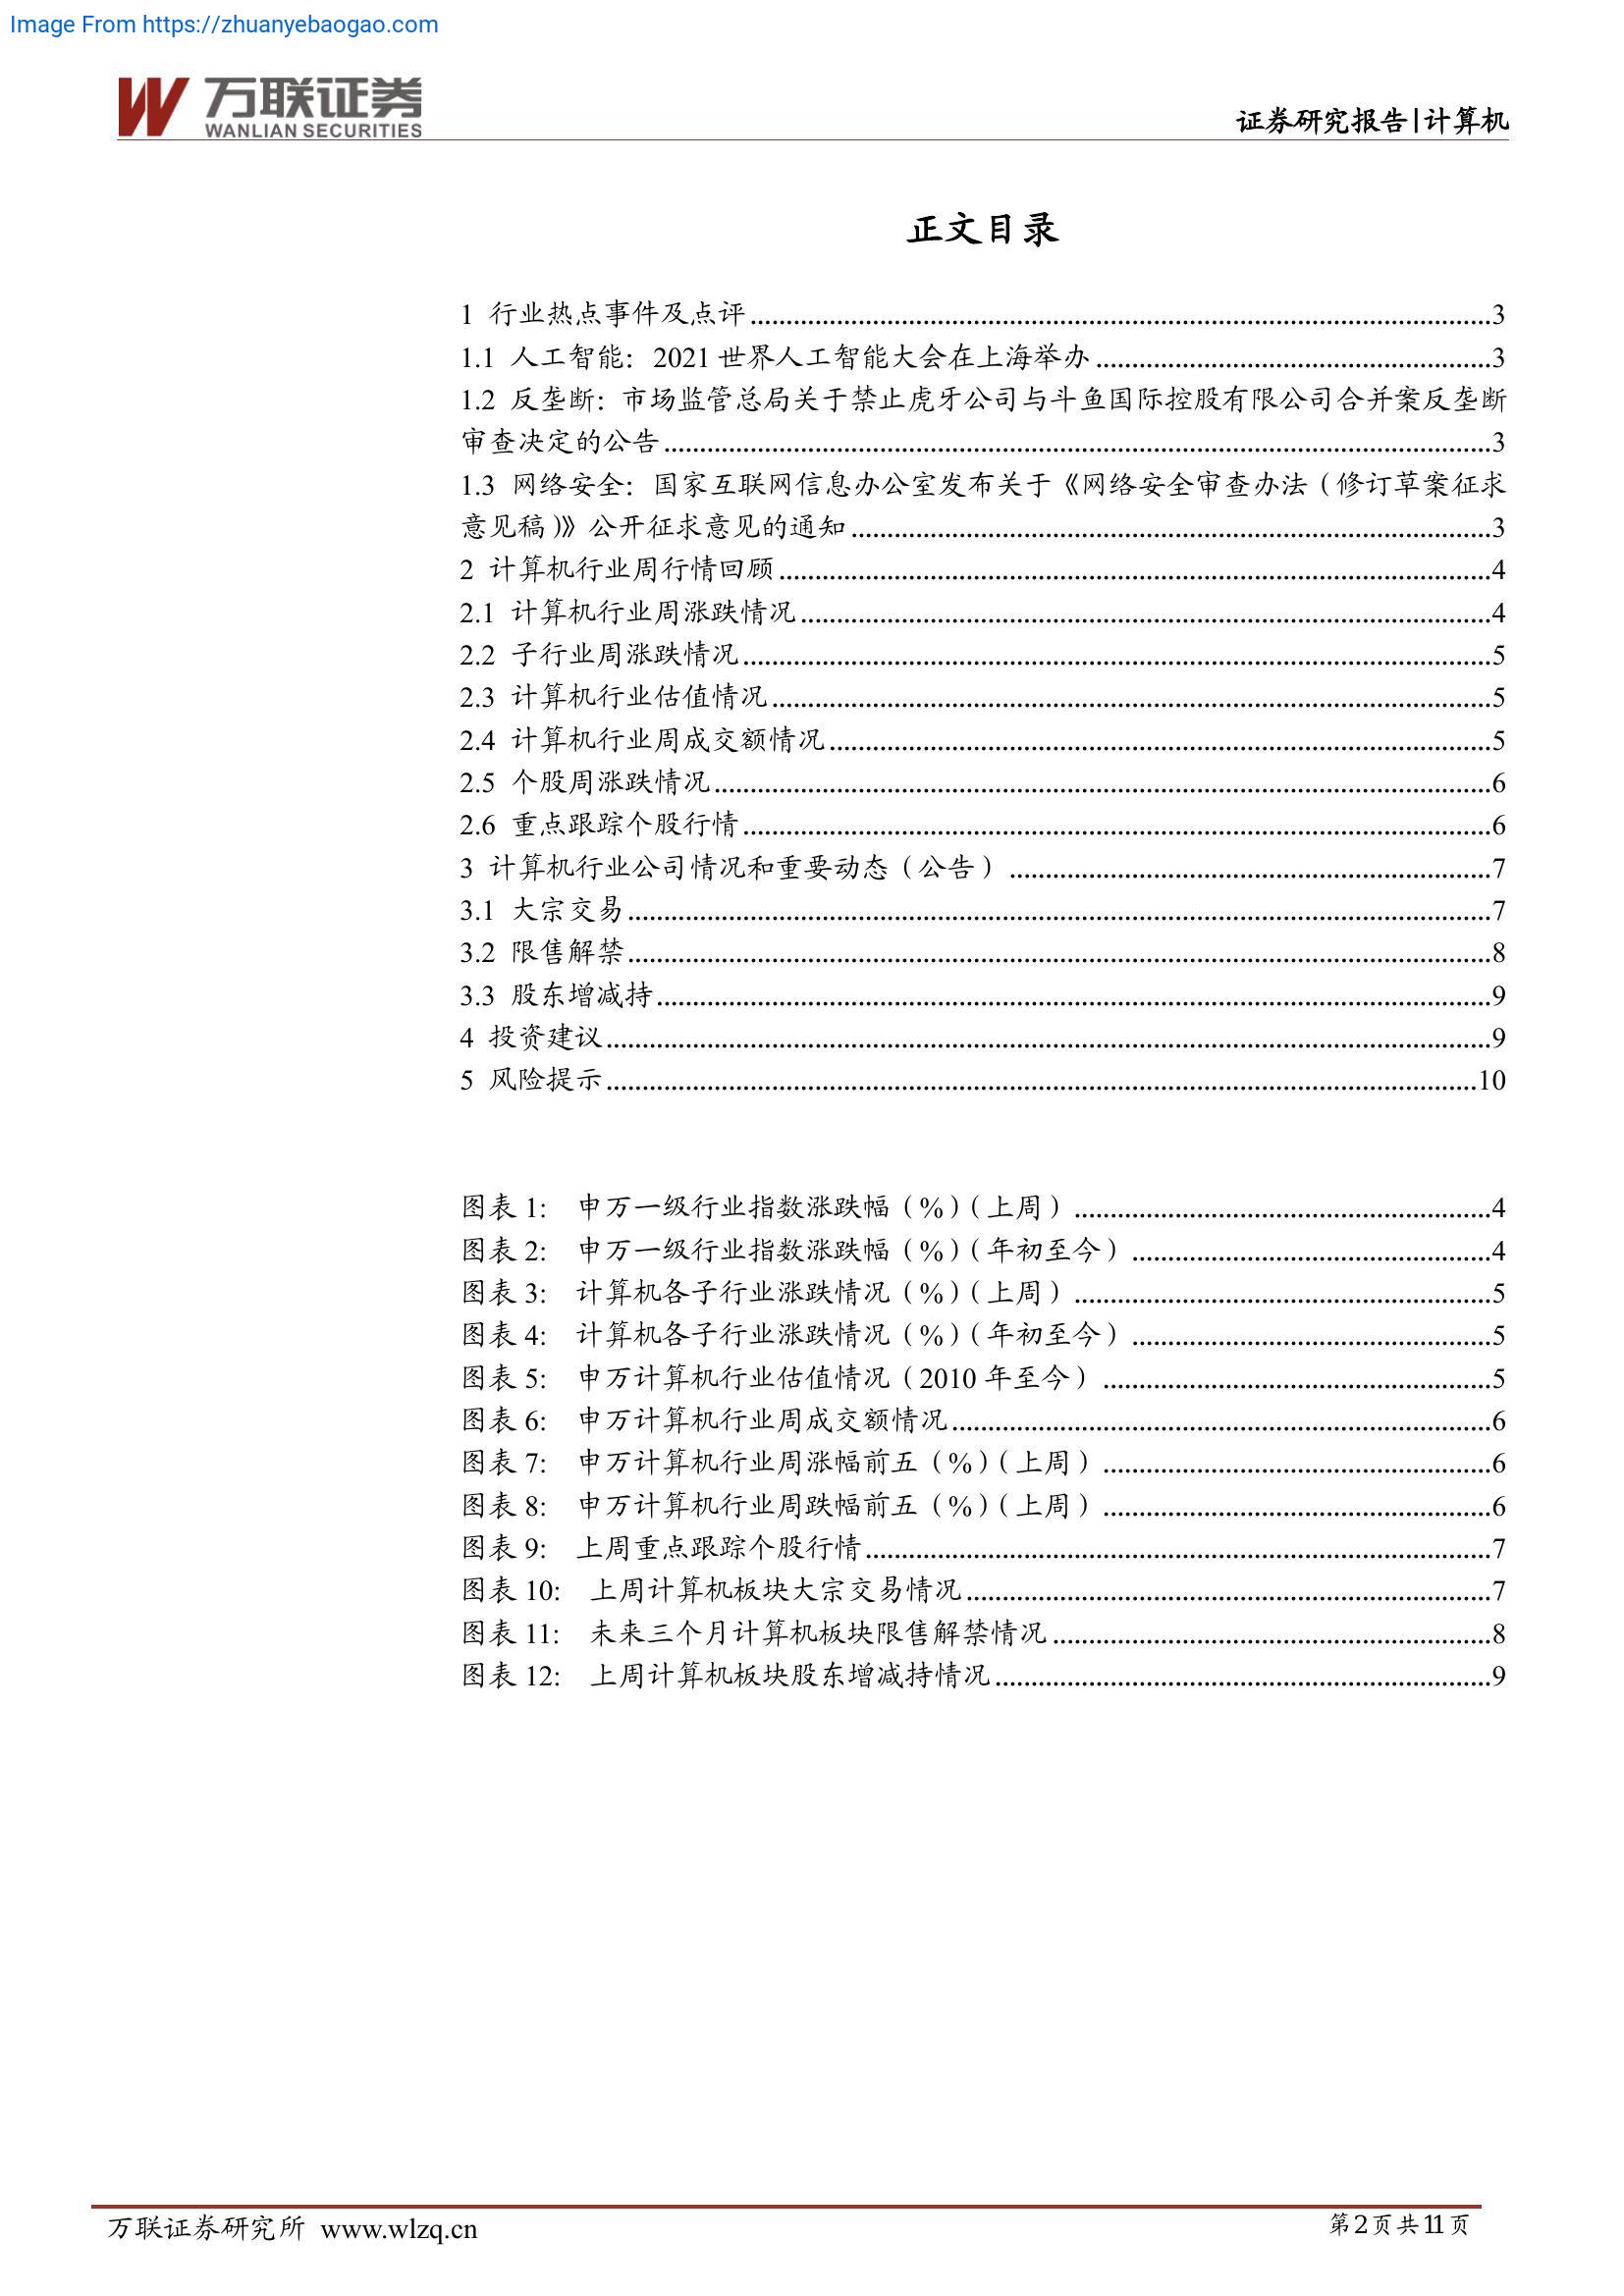 Image From https://zhuanyebaogao.com
万联证券
WANLIAN SECURITIES
证券研究报告|计算机
正文目录
1 行业热点事件及点评 3
1.1 人工智能：2021 世界人工智能大会在上海举办 3
1.2 反垄断：市场监管总局关于禁止虎牙公司与斗鱼国际控股有限公司合并案反垄断
审查决定的公告 3
1.3 网络安全：国家互联网信息办公室发布关于《网络安全审查办法（修订草案征求
意见稿）》公开征求意见的通知 3
2 计算机行业周行情回顾 4
2.1 计算机行业周涨跌情况 4
2.2 子行业周涨跌情况 5
2.3 计算机行业估值情况 5
2.4 计算机行业周成交额情况 5
2.5 个股周涨跌情况 6
2.6 重点跟踪个股行情 6
3 计算机行业公司情况和重要动态（公告） 7
3.1 大宗交易 7
3.2 限售解禁 8
3.3 股东增减持 9
4 投资建议 9
5 风险提示 10
图表 1： 申万一级行业指数涨跌幅（%）（上周） 4
图表 2： 申万一级行业指数涨跌幅（%）（年初至今） 4
图表 3： 计算机各子行业涨跌情况（%）（上周） 5
图表 4： 计算机各子行业涨跌情况（%）（年初至今） 5
图表 5： 申万计算机行业估值情况（2010 年至今） 5
图表 6： 申万计算机行业周成交额情况 6
图表 7： 申万计算机行业周涨幅前五（%）（上周） 6
图表 8： 申万计算机行业周跌幅前五（%）（上周） 6
图表 9： 上周重点跟踪个股行情 7
图表 10： 上周计算机板块大宗交易情况 7
图表 11： 未来三个月计算机板块限售解禁情况 8
图表 12： 上周计算机板块股东增减持情况 9
万联证券研究所 www.wlzq.cn
第 2 页 共 11 页